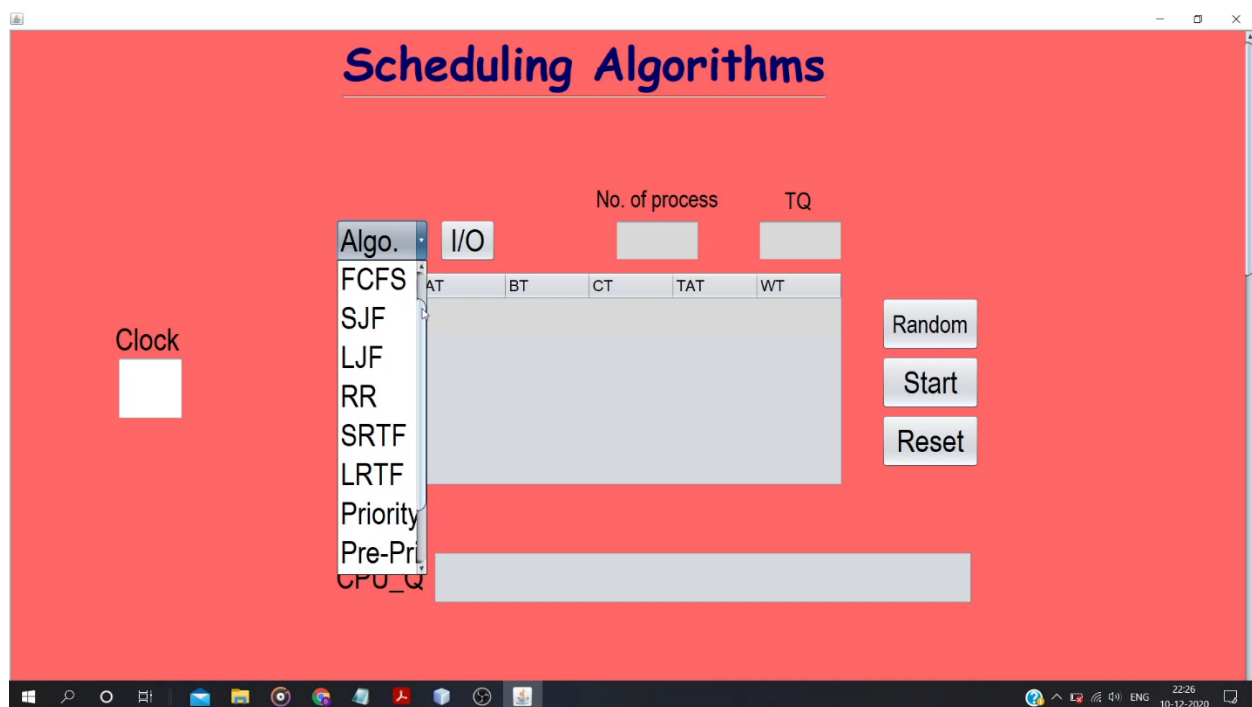 Scheduling Algorithms
No. of process
TQ
Algo.
I/O
FCFS
SJF
LJF
RR
SRTF
LRTF
Priority
Pre-Pri
AT BT CT TAT WT
Clock
Random
Start
Reset
CPU_Q
ENG
22:26
10-12-2020